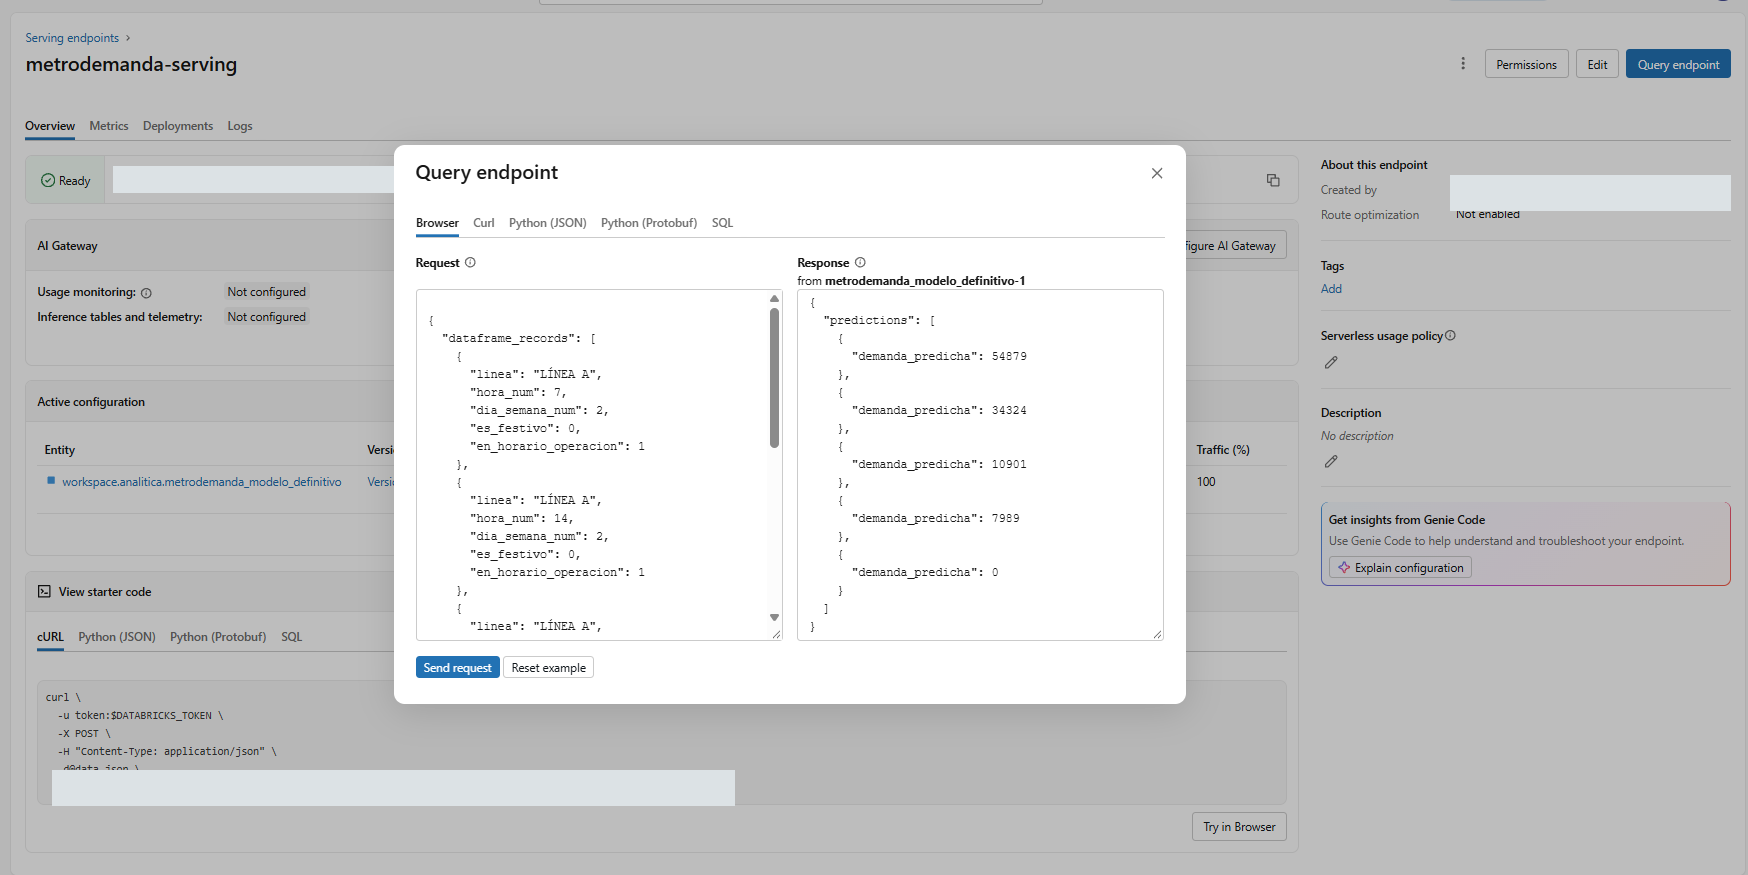 Serving endpoints ›
metrodemanda-serving
Permissions
Edit
Query endpoint
Overview
Metrics
Deployments
Logs
Ready
AI Gateway
figure AI Gateway
Usage monitoring:
Not configured
Inference tables and telemetry:
Not configured
Active configuration
Entity
Versi
Traffic (%)
workspace.analitica.metrodemanda_modelo_definitivo
Versi
100
View starter code
cURL
Python (JSON)
Python (Protobuf)
SQL
curl \
-u token:$DATABRICKS_TOKEN \
-X POST \
-H "Content-Type: application/json" \
d@data.json \
Try in Browser
Query endpoint
Browser
Curl
Python (JSON)
Python (Protobuf)
SQL
Request
{
"dataframe_records": [
{
"linea": "LÍNEA A",
"hora_num": 7,
"dia_semana_num": 2,
"es_festivo": 0,
"en_horario_operacion": 1
},
{
"linea": "LÍNEA A",
"hora_num": 14,
"dia_semana_num": 2,
"es_festivo": 0,
"en_horario_operacion": 1
},
{
"linea": "LÍNEA A",
Response
from metrodemanda_modelo_definitivo-1
{
"predictions": [
{
"demanda_predicha": 54879
},
{
"demanda_predicha": 34324
},
{
"demanda_predicha": 10901
},
{
"demanda_predicha": 7989
},
{
"demanda_predicha": 0
}
]
}
Send request
Reset example
About this endpoint
Created by
Route optimization
Not enabled
Tags
Add
Serverless usage policy
Description
No description
Get insights from Genie Code
Use Genie Code to help understand and troubleshoot your endpoint.
Explain configuration